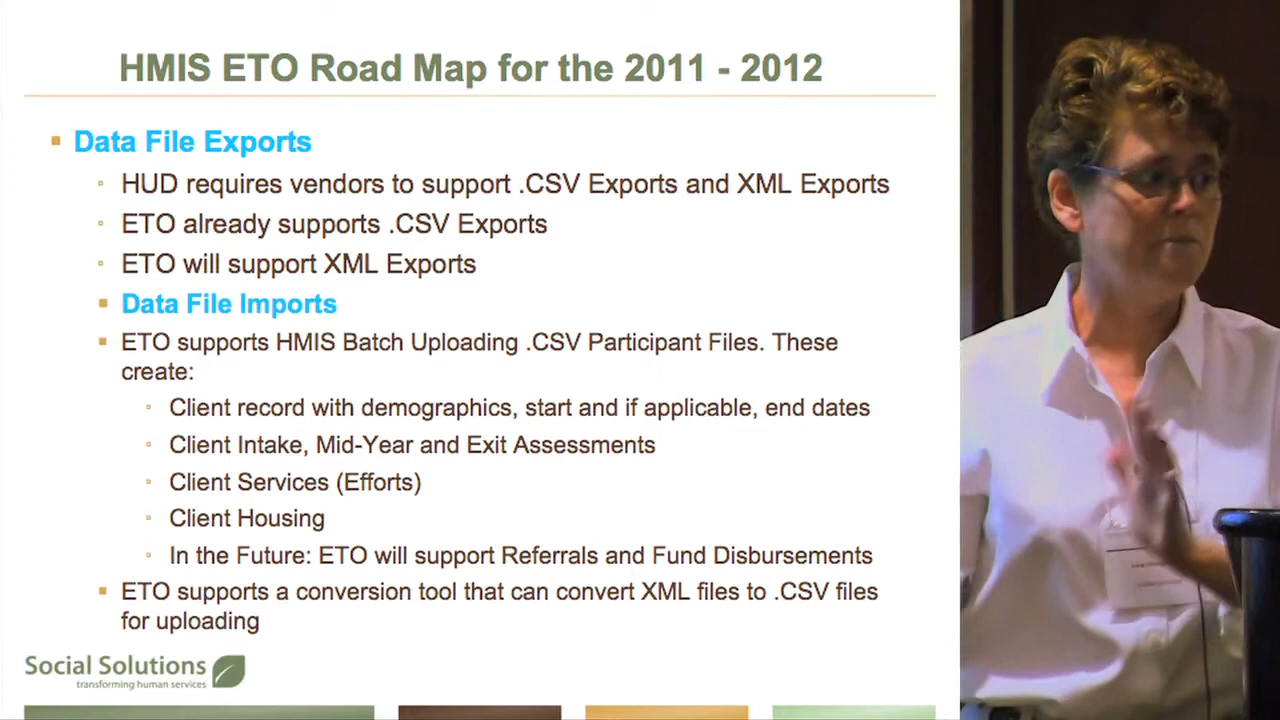 HMIS ETO Road Map for the 2011 - 2012
Data File Exports
HUD requires vendors to support .CSV Exports and XML Exports
ETO already supports .CSV Exports
ETO will support XML Exports
Data File Imports
ETO supports HMIS Batch Uploading .CSV Participant Files. These
create:
Client record with demographics, start and if applicable, end dates
Client Intake, Mid-Year and Exit Assessments
Client Services (Efforts)
Client Housing
In the Future: ETO will support Referrals and Fund Disbursements
ETO supports a conversion tool that can convert XML files to .CSV files
for uploading
Social Solutions
transforming human services